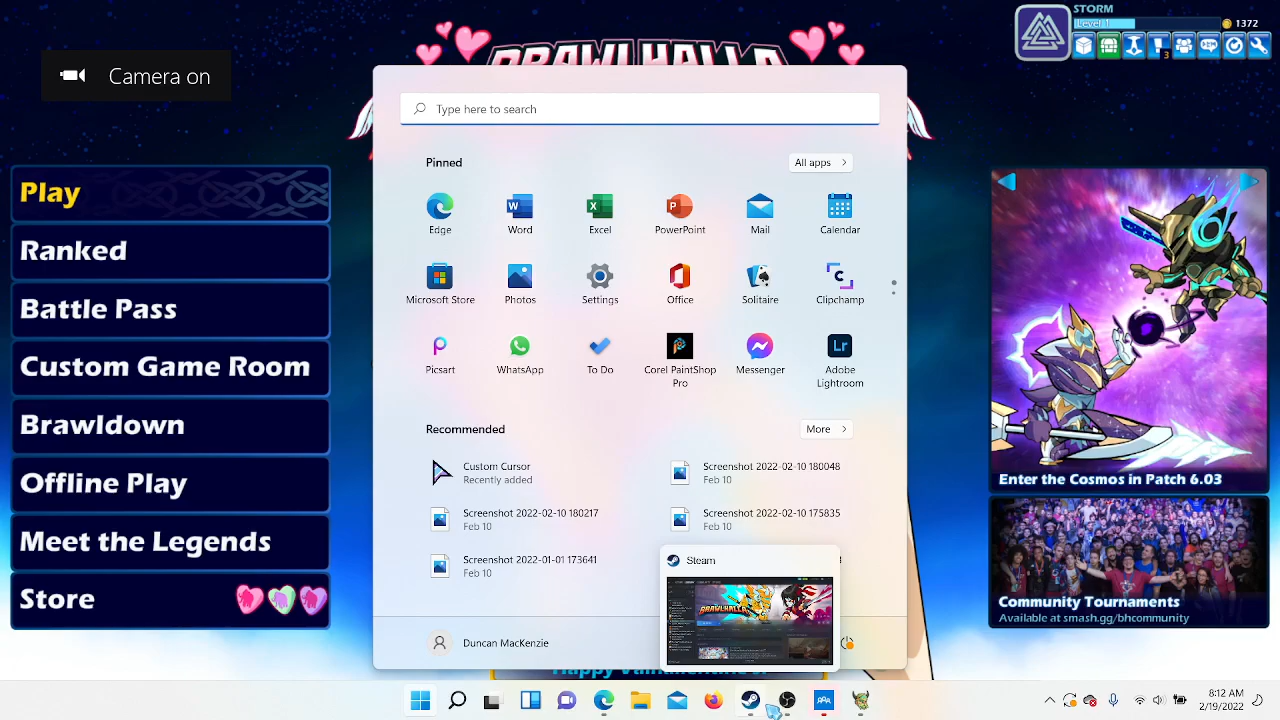 STORM
Level 1
1372
3
BRAWLHALLA
Camera on
Type here to search
Play
Ranked
Battle Pass
Custom Game Room
Brawldown
Offline Play
Meet the Legends
Store
Pinned
All apps
Edge
Word
Excel
PowerPoint
Mail
Calendar
Microsoft Store
Photos
Settings
Office
Solitaire
Clipchamp
Picsart
WhatsApp
To Do
Corel PaintShop
Pro
Messenger
Adobe
Lightroom
Recommended
More
Custom Cursor
Recently added
Screenshot 2022-02-10 180048
Feb 10
Screenshot 2022-02-10 180217
Feb 10
Screenshot 2022-02-10 175835
Feb 10
Screenshot 2022-01-01 173641
Feb 10
Steam
BRAWLHALLA
Duncan MacKenzie
Enter the Cosmos in Patch 6.03
Community Tournaments
Available at smash.gg/bhcommunity
8:12 AM
2/19/2022